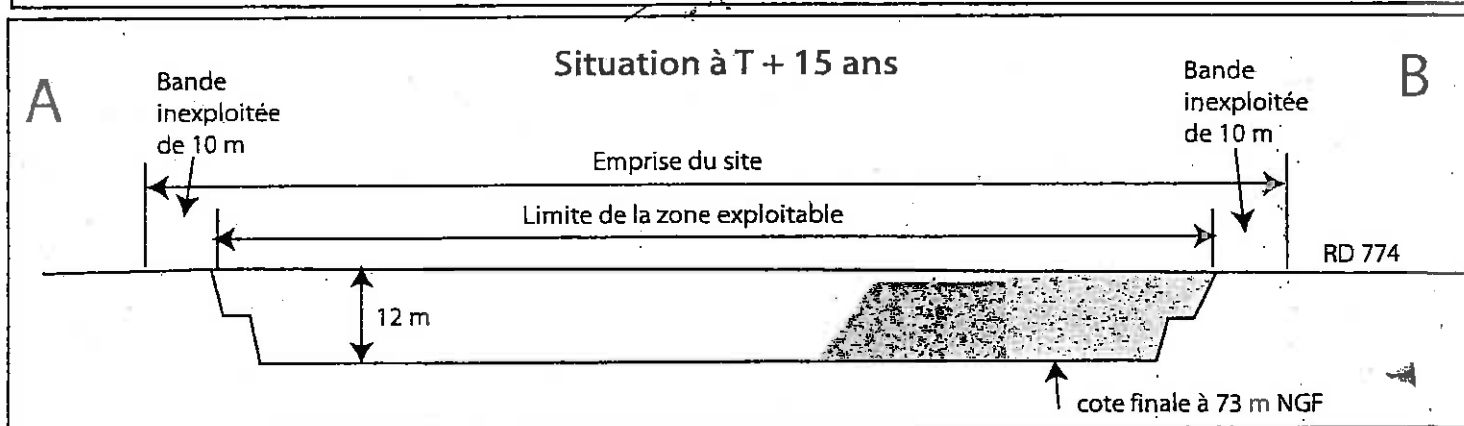 Situation à T + 15 ans
A
Bande
inexploitée
de 10 m
Bande
inexploitée
de 10 m
B
Emprise du site
Limite de la zone exploitable
RD 774
12 m
cote finale à 73 m NGF